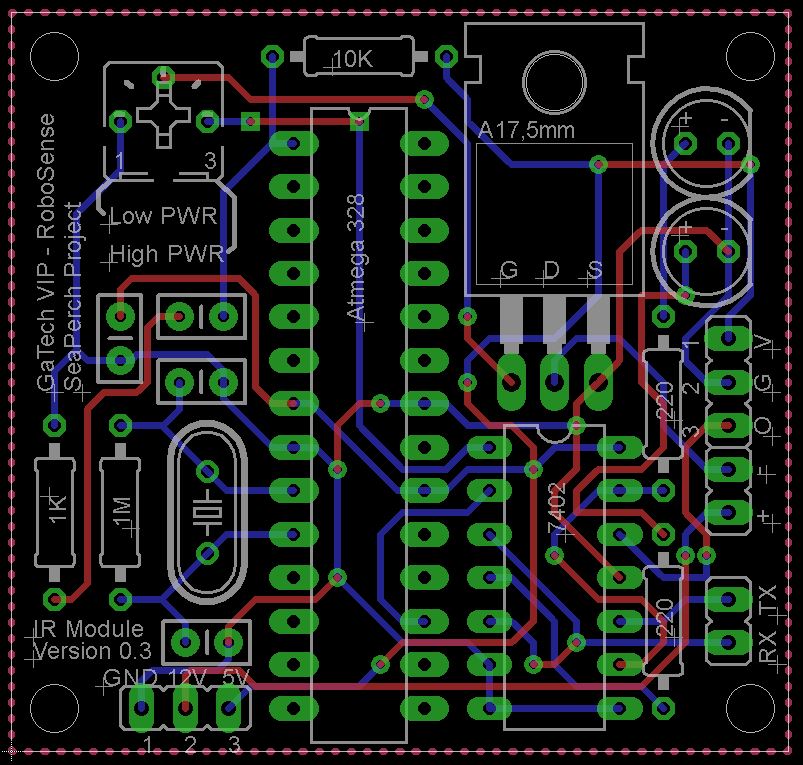 10K
A17,5mm
+ -
1 3
GaTech VIP - RoboSense
SeaPerch Project
Low PWR
High PWR
Atmega 328
+ -
G D S
1 V
2 G
3 O
220
1K
1M
7402
-
+
220
TX
RX
IR Module
Version 0.3
GND 12V 5V
1 2 3